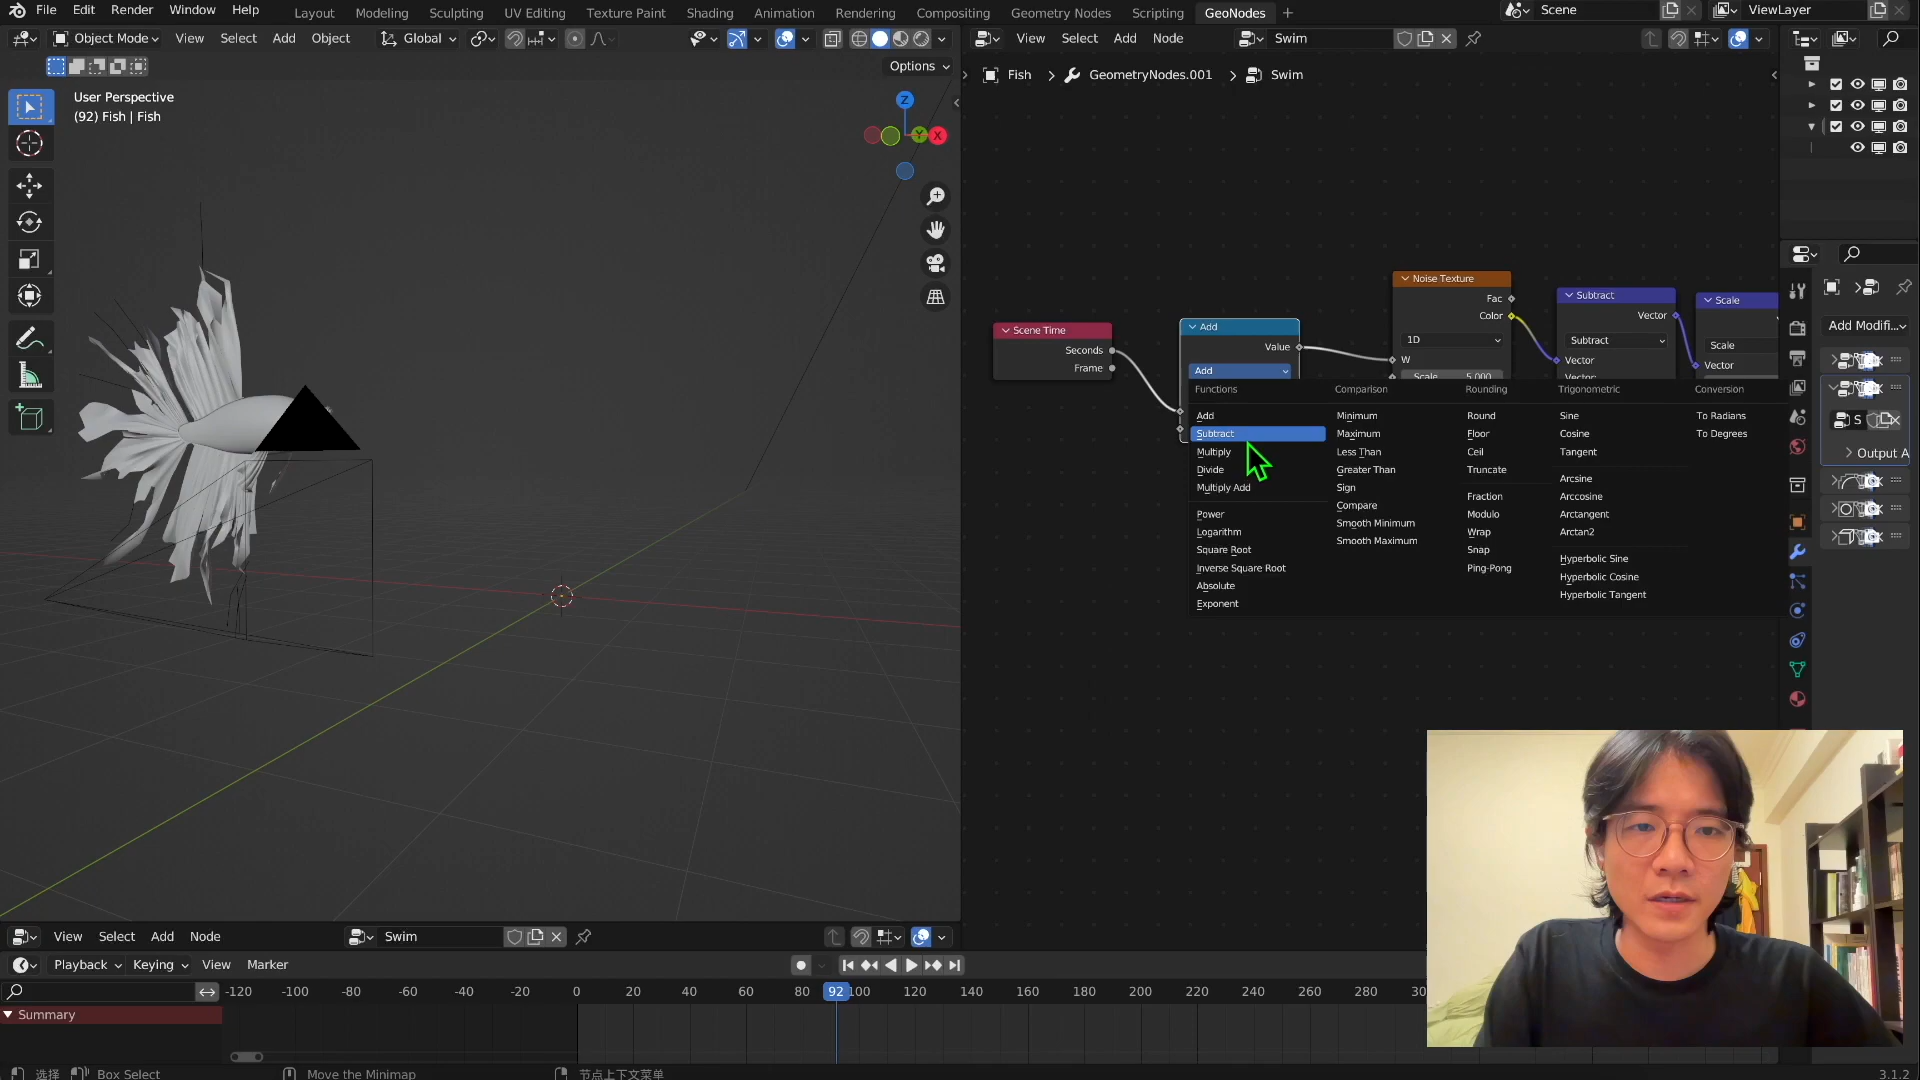 File Edit Render Window Help Layout Modeling Sculpting UV Editing Texture Paint Shading Animation Rendering Compositing Geometry Nodes Scripting GeoNodes + Scene ViewLayer
Object Mode View Select Add Object Global
View Select Add Node Swim
Options
Fish > GeometryNodes.001 > Swim
User Perspective
(92) Fish | Fish
Z
Y
X
Scene Time
Seconds
Frame
Add
Value
Add
Noise Texture
Fac
Color
1D
W
Scale 5.000
Subtract
Vector
Subtract
Vector
Vector
Scale
Scale
Vector
Functions
Add
Subtract
Multiply
Divide
Multiply Add
Power
Logarithm
Square Root
Inverse Square Root
Absolute
Exponent
Comparison
Minimum
Maximum
Less Than
Greater Than
Sign
Compare
Smooth Minimum
Smooth Maximum
Rounding
Round
Floor
Ceil
Truncate
Fraction
Modulo
Wrap
Snap
Ping-Pong
Trigonometric
Sine
Cosine
Tangent
Arcsine
Arccosine
Arctangent
Arctan2
Hyperbolic Sine
Hyperbolic Cosine
Hyperbolic Tangent
Conversion
To Radians
To Degrees
Add Modifi...
S
Output A
View Select Add Node Swim
Playback Keying View Marker
-120 -100 -80 -60 -40 -20 0 20 40 60 80 92 100 120 140 160 180 200 220 240 260 280
Summary
选择 Box Select Move the Minimap 节点上下文菜单 3.1.2